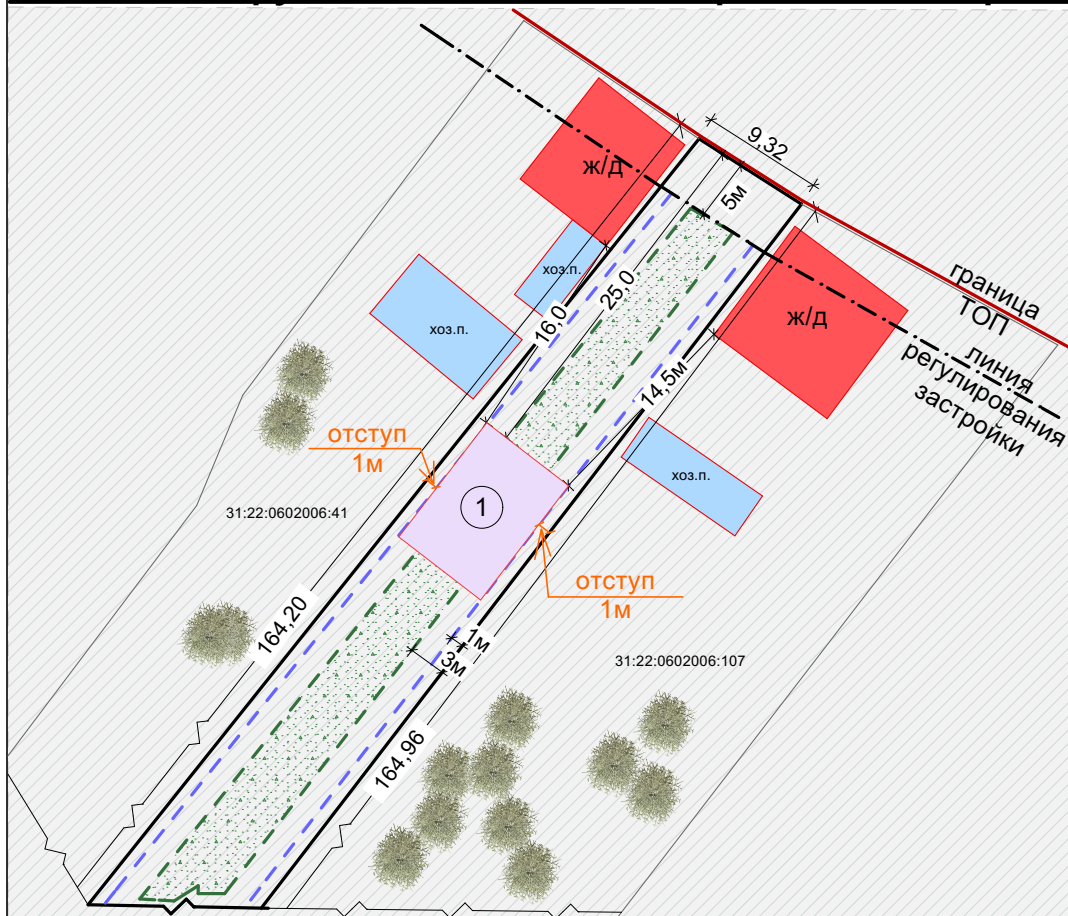 9,32
ж/д
5м
хоз.п.
25,0
граница
ТОП
ж/д
16,0
хоз.п.
линия
регулирования
застройки
14,5м
отступ
1м
хоз.п.
1
31:22:0602006:41
отступ
1м
164,20
1м
3м
31:22:0602006:107
164,96